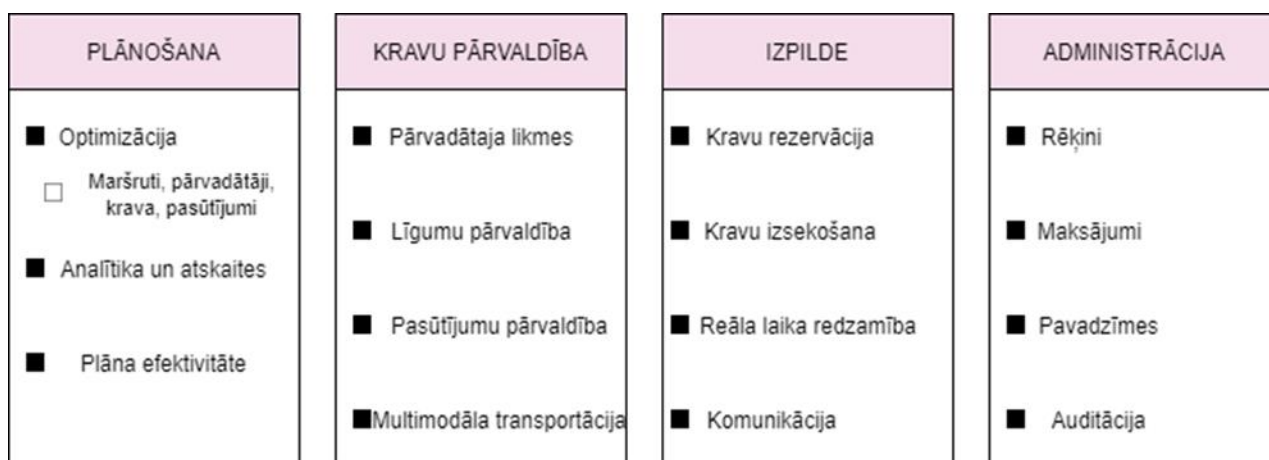 PLĀNOŠANA
Optimizācija
Maršruti, pārvadātāji,
krava, pasūtījumi
Analītika un atskaites
Plāna efektivitāte
KRAVU PĀRVALDĪBA
Pārvadātaja likmes
Līgumu pārvaldība
Pasūtījumu pārvaldība
Multimodāla transportācija
IZPILDE
Kravu rezervācija
Kravu izsekošana
Reāla laika redzamība
Komunikācija
ADMINISTRĀCIJA
Rēķini
Maksājumi
Pavadzīmes
Auditācija